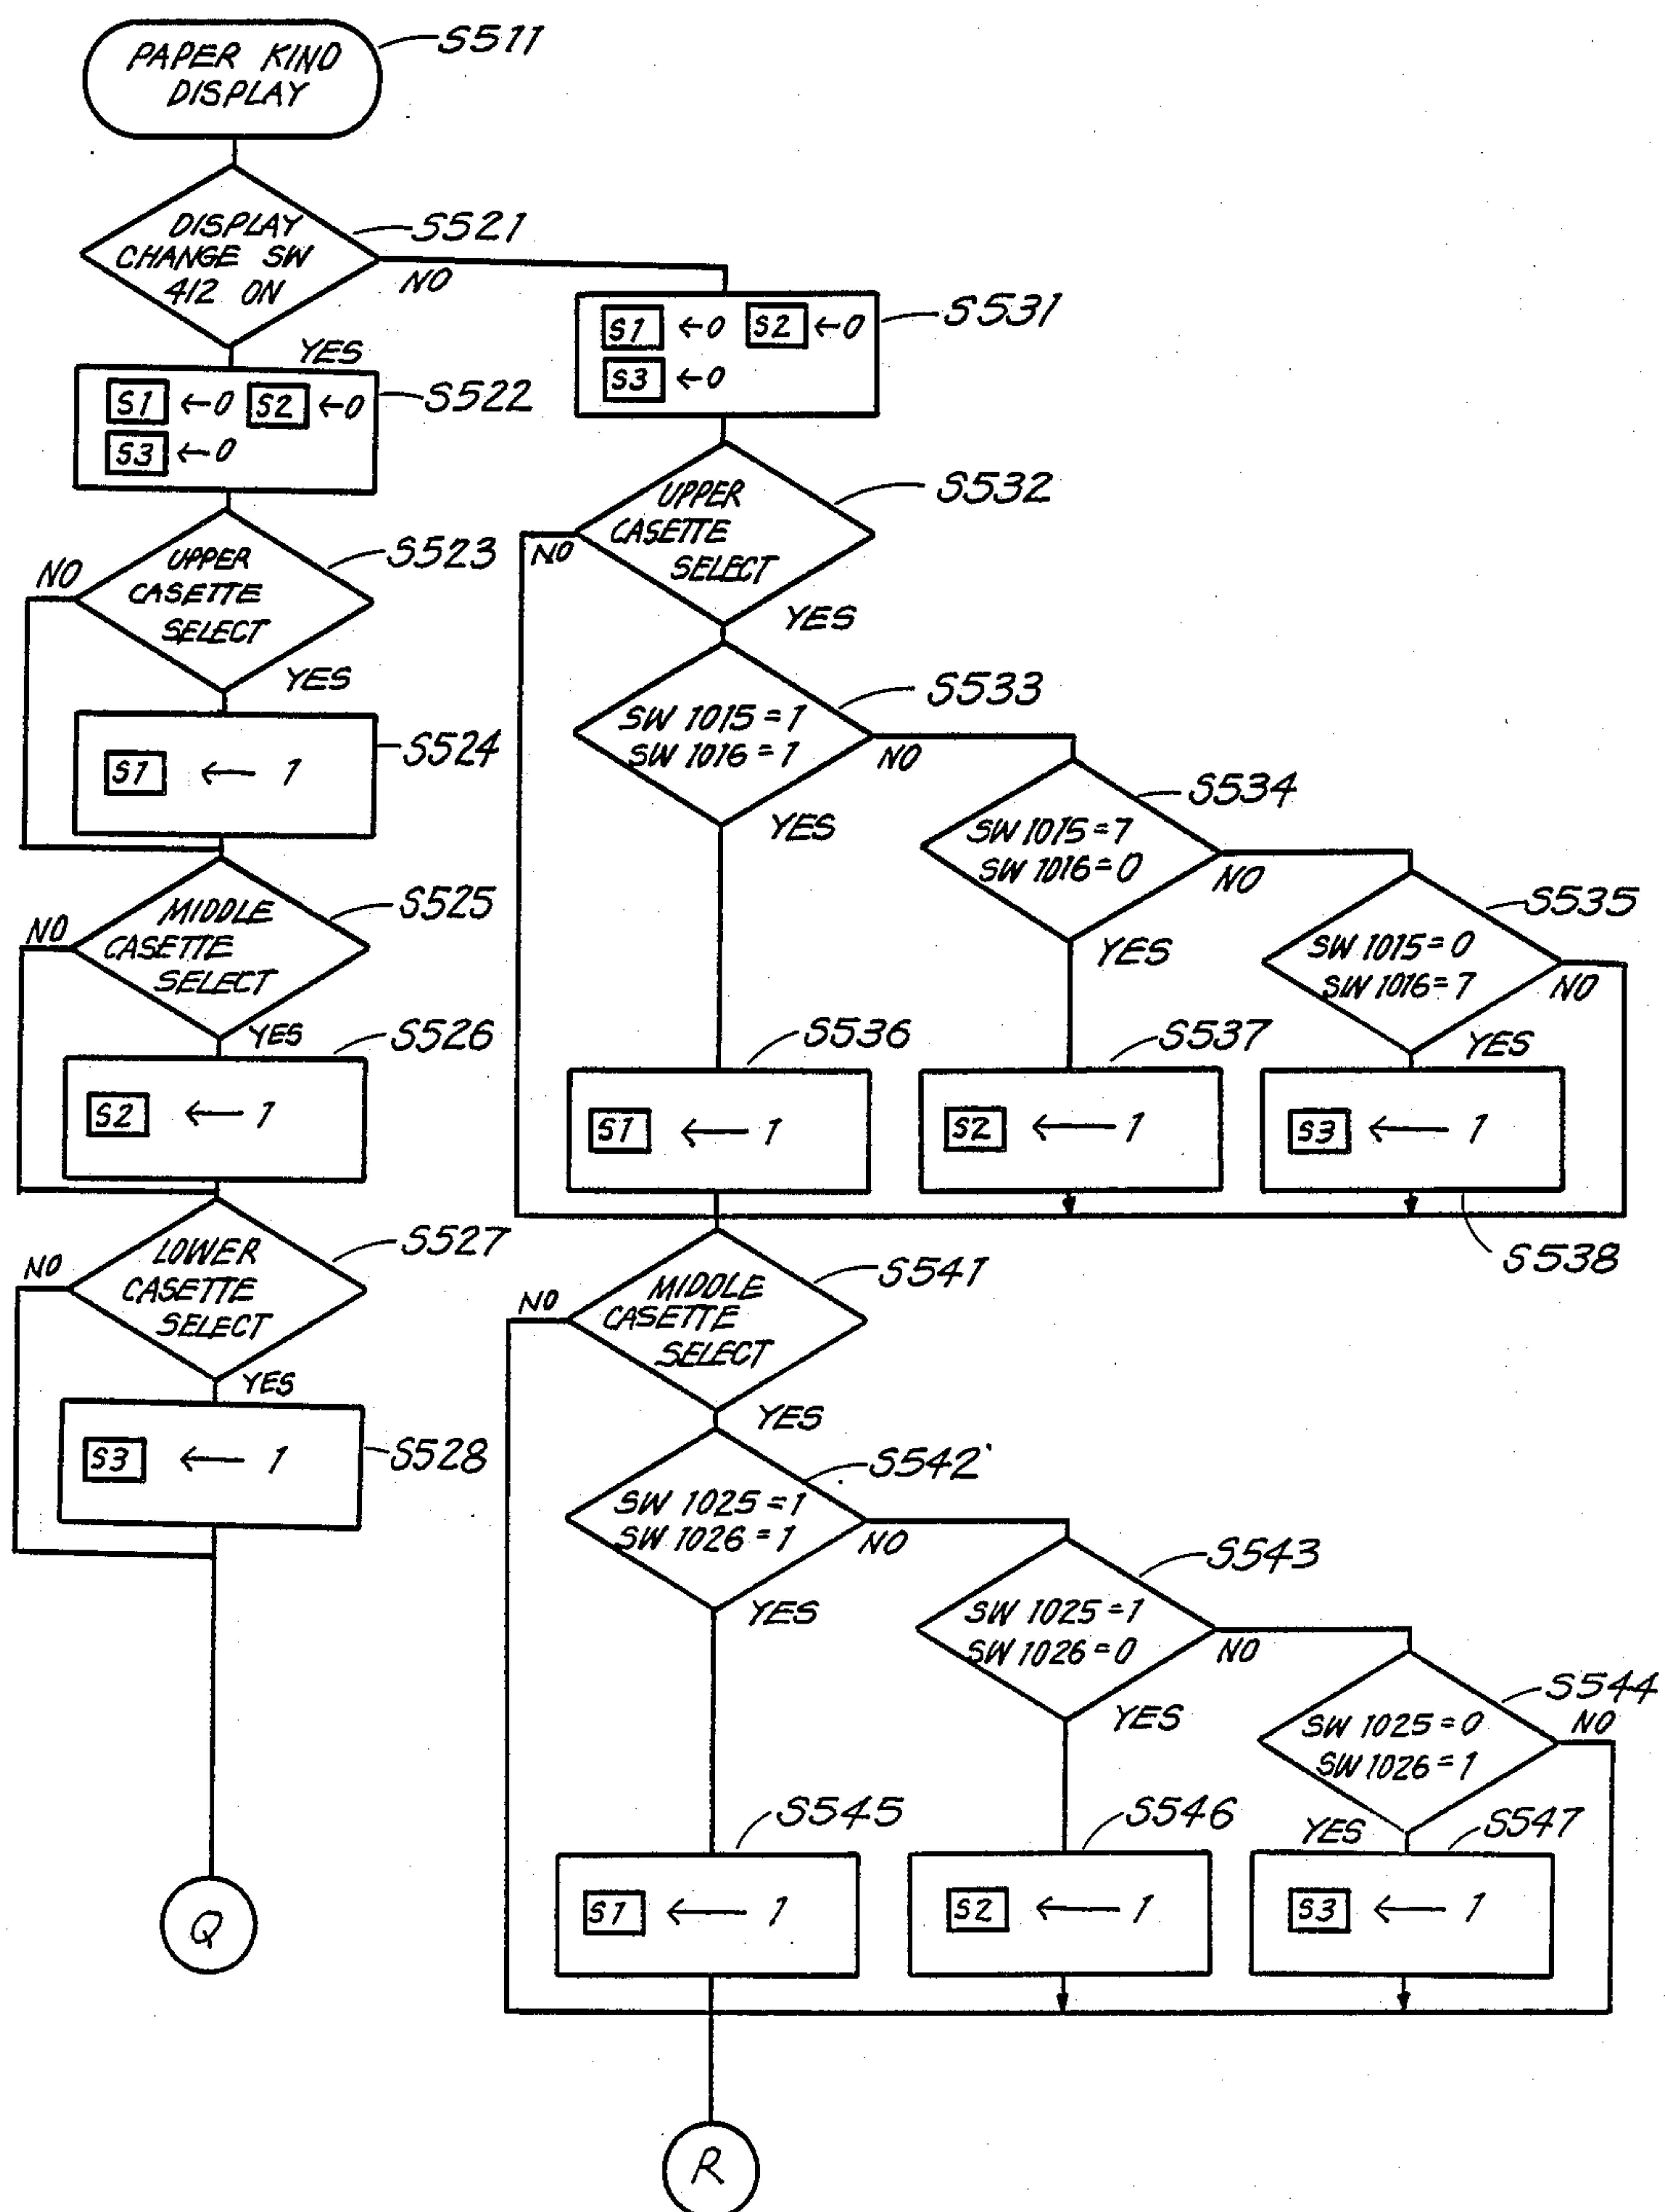 PAPER KIND
DISPLAY
S511
DISPLAY
CHANGE SW
412 ON
S521
NO
YES
S1 ←0 S2 ←0
S3 ←0
S522
UPPER
CASETTE
SELECT
S523
NO
YES
S1 ← 1
S524
MIDDLE
CASETTE
SELECT
S525
NO
YES
S526
S2 ← 1
LOWER
CASETTE
SELECT
S527
NO
YES
S3 ← 1
S528
Q
S1 ←0 S2 ←0
S3 ←0
S531
UPPER
CASETTE
SELECT
S532
NO
YES
SW 1015 = 1
SW 1016 = 1
S533
NO
YES
S534
SW 1015 = 1
SW 1016 = 0
NO
YES
S535
SW 1015 = 0
SW 1016 = 1
NO
YES
S536
S1 ← 1
S537
S2 ← 1
S3 ← 1
S538
MIDDLE
CASETTE
SELECT
S541
NO
YES
SW 1025 = 1
SW 1026 = 1
S542
NO
YES
S543
SW 1025 = 1
SW 1026 = 0
NO
YES
S544
SW 1025 = 0
SW 1026 = 1
NO
YES
S545
S1 ← 1
S546
S2 ← 1
S547
S3 ← 1
R